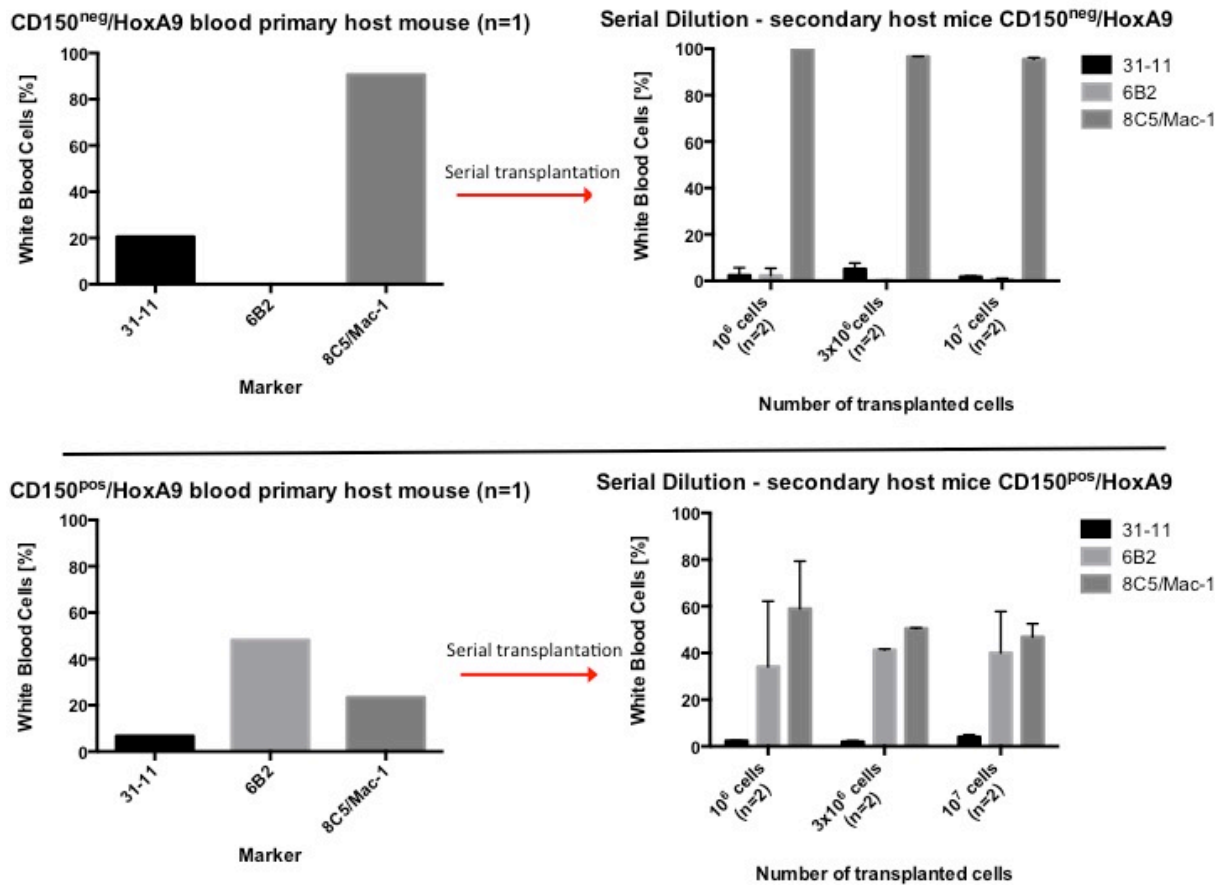 CD150neg/HoxA9 blood primary host mouse (n=1)
White Blood Cells [%]
100
80
60
40
20
0
31-11
6B2
8C5/Mac-1
Marker
Serial transplantation
Serial Dilution - secondary host mice CD150neg/HoxA9
White Blood Cells [%]
100
80
60
40
20
0
10⁶ cells
(n=2)
3x10⁶cells
(n=2)
10⁷ cells
(n=2)
Number of transplanted cells
31-11
6B2
8C5/Mac-1
CD150pos/HoxA9 blood primary host mouse (n=1)
White Blood Cells [%]
100
80
60
40
20
0
31-11
6B2
8C5/Mac-1
Marker
Serial transplantation
Serial Dilution - secondary host mice CD150pos/HoxA9
White Blood Cells [%]
100
80
60
40
20
0
10⁶ cells
(n=2)
3x10⁶ cells
(n=2)
10⁷ cells
(n=2)
Number of transplanted cells
31-11
6B2
8C5/Mac-1